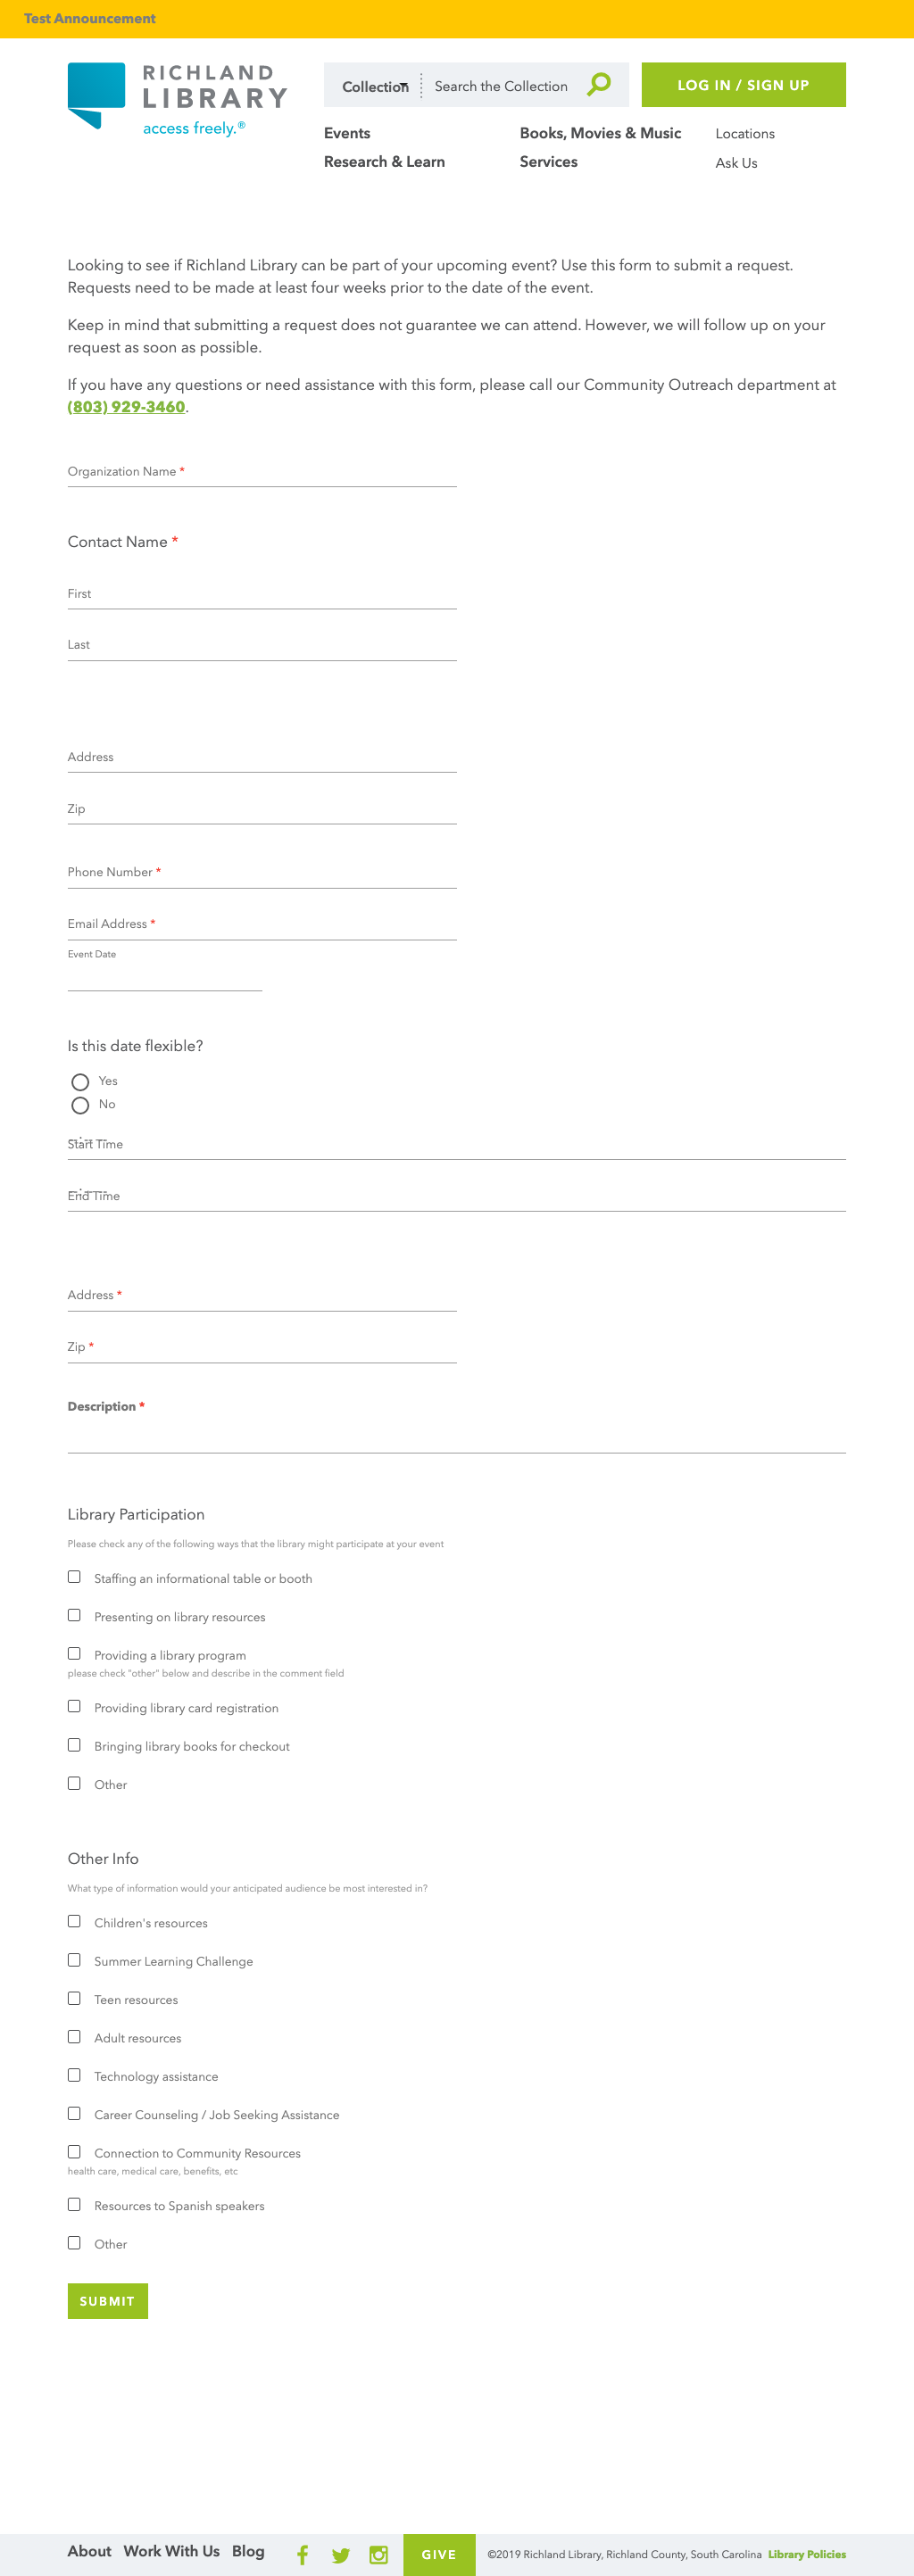 Test Announcement
RICHLAND
LIBRARY
access freely.®
Collection
Search the Collection
LOG IN / SIGN UP
Events
Books, Movies & Music
Locations
Research & Learn
Services
Ask Us
Looking to see if Richland Library can be part of your upcoming event? Use this form to submit a request.
Requests need to be made at least four weeks prior to the date of the event.
Keep in mind that submitting a request does not guarantee we can attend. However, we will follow up on your
request as soon as possible.
If you have any questions or need assistance with this form, please call our Community Outreach department at
(803) 929-3460.
Organization Name *
Contact Name *
First
Last
Address
Zip
Phone Number *
Email Address *
Event Date
Is this date flexible?
Yes
No
Start Time
End Time
Address *
Zip *
Description *
Library Participation
Please check any of the following ways that the library might participate at your event
Staffing an informational table or booth
Presenting on library resources
Providing a library program
please check "other" below and describe in the comment field
Providing library card registration
Bringing library books for checkout
Other
Other Info
What type of information would your anticipated audience be most interested in?
Children's resources
Summer Learning Challenge
Teen resources
Adult resources
Technology assistance
Career Counseling / Job Seeking Assistance
Connection to Community Resources
health care, medical care, benefits, etc
Resources to Spanish speakers
Other
SUBMIT
About Work With Us Blog
GIVE
©2019 Richland Library, Richland County, South Carolina Library Policies